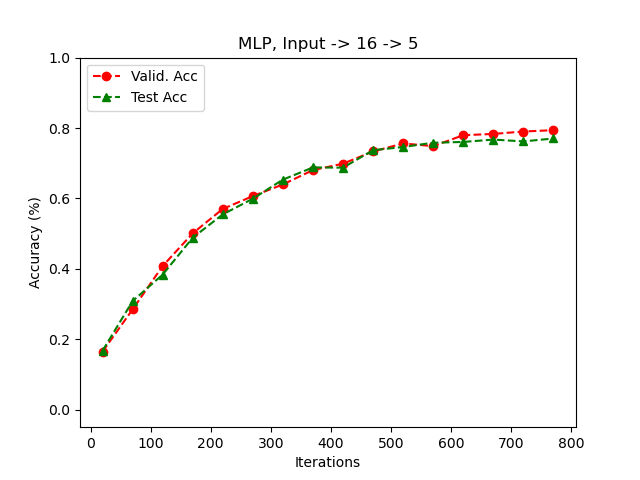 MLP, Input -> 16 -> 5
Valid. Acc
Test Acc
Accuracy (%)
1.0
0.8
0.6
0.4
0.2
0.0
0 100 200 300 400 500 600 700 800
Iterations